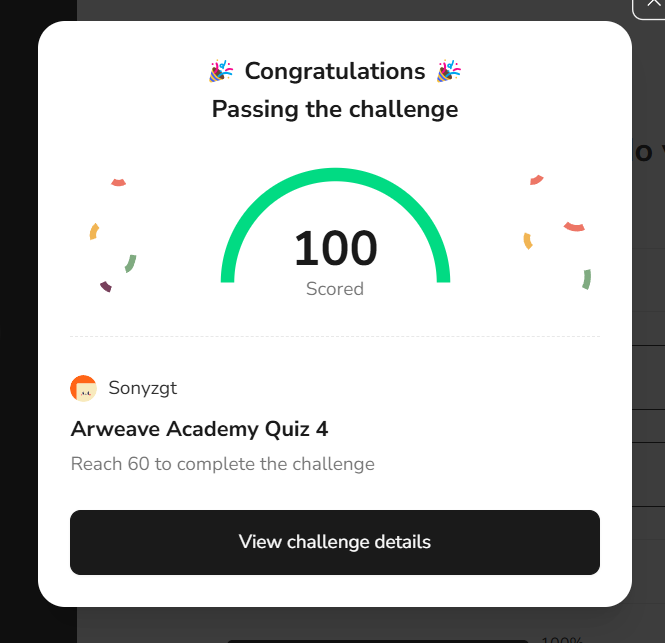 🎉 Congratulations 🎉
Passing the challenge
100
Scored
Sonyzgt
Arweave Academy Quiz 4
Reach 60 to complete the challenge
View challenge details